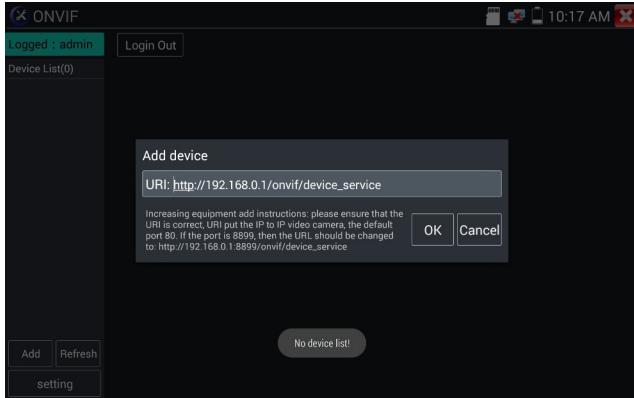 ONVIF
10:17 AM
Logged : admin
Login Out
Device List(0)
Add device
URI: http://192.168.0.1/onvif/device_service
Increasing equipment add instructions: please ensure that the
URI is correct, URI put the IP to IP video camera, the default
port 80. If the port is 8899, then the URL should be changed
to: http://192.168.0.1:8899/onvif/device_service
OK
Cancel
No device list!
Add
Refresh
setting